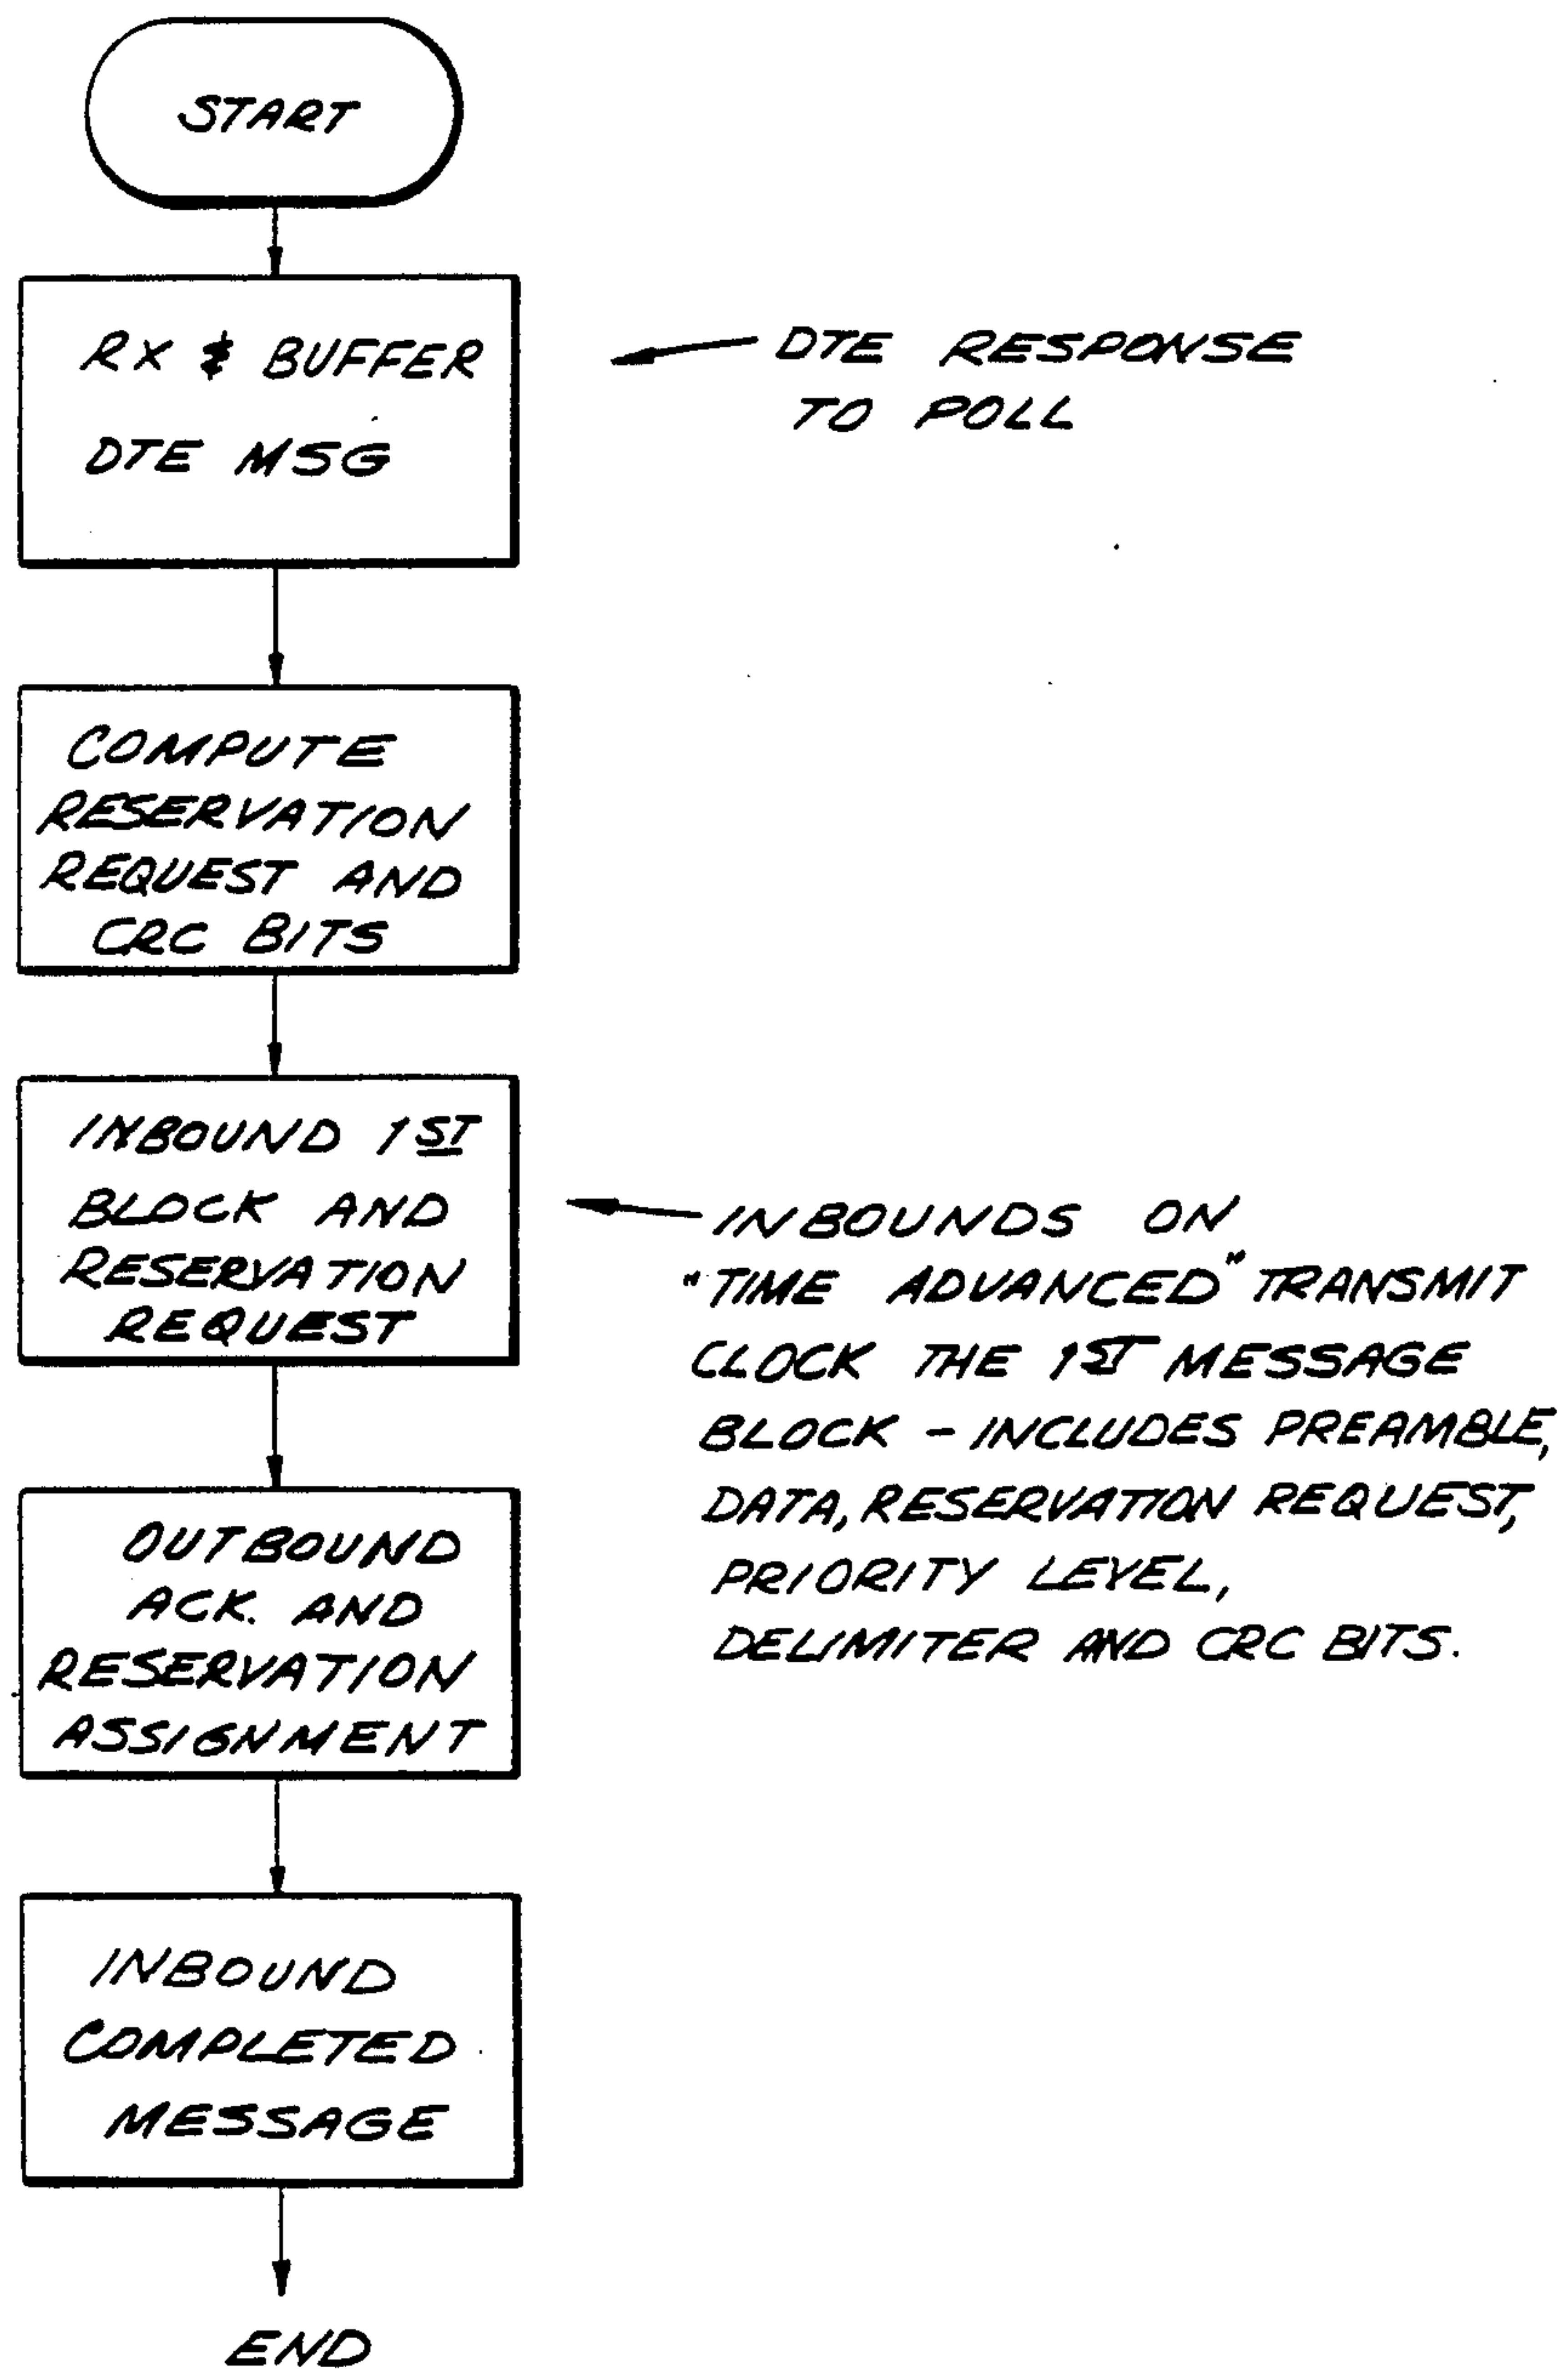 START
RX & BUFFER
DTE MSG
DTE RESPONSE
TO POLL
COMPUTE
RESERVATION
REQUEST AND
CRC BITS
INBOUND 1ST
BLOCK AND
RESERVATION
REQUEST
INBOUNDS ON
"TIME ADVANCED" TRANSMIT
CLOCK THE 1ST MESSAGE
BLOCK - INCLUDES PREAMBLE,
DATA, RESERVATION REQUEST,
PRIORITY LEVEL,
DELIMITER AND CRC BITS.
OUTBOUND
ACK. AND
RESERVATION
ASSIGNMENT
INBOUND
COMPLETED
MESSAGE
END